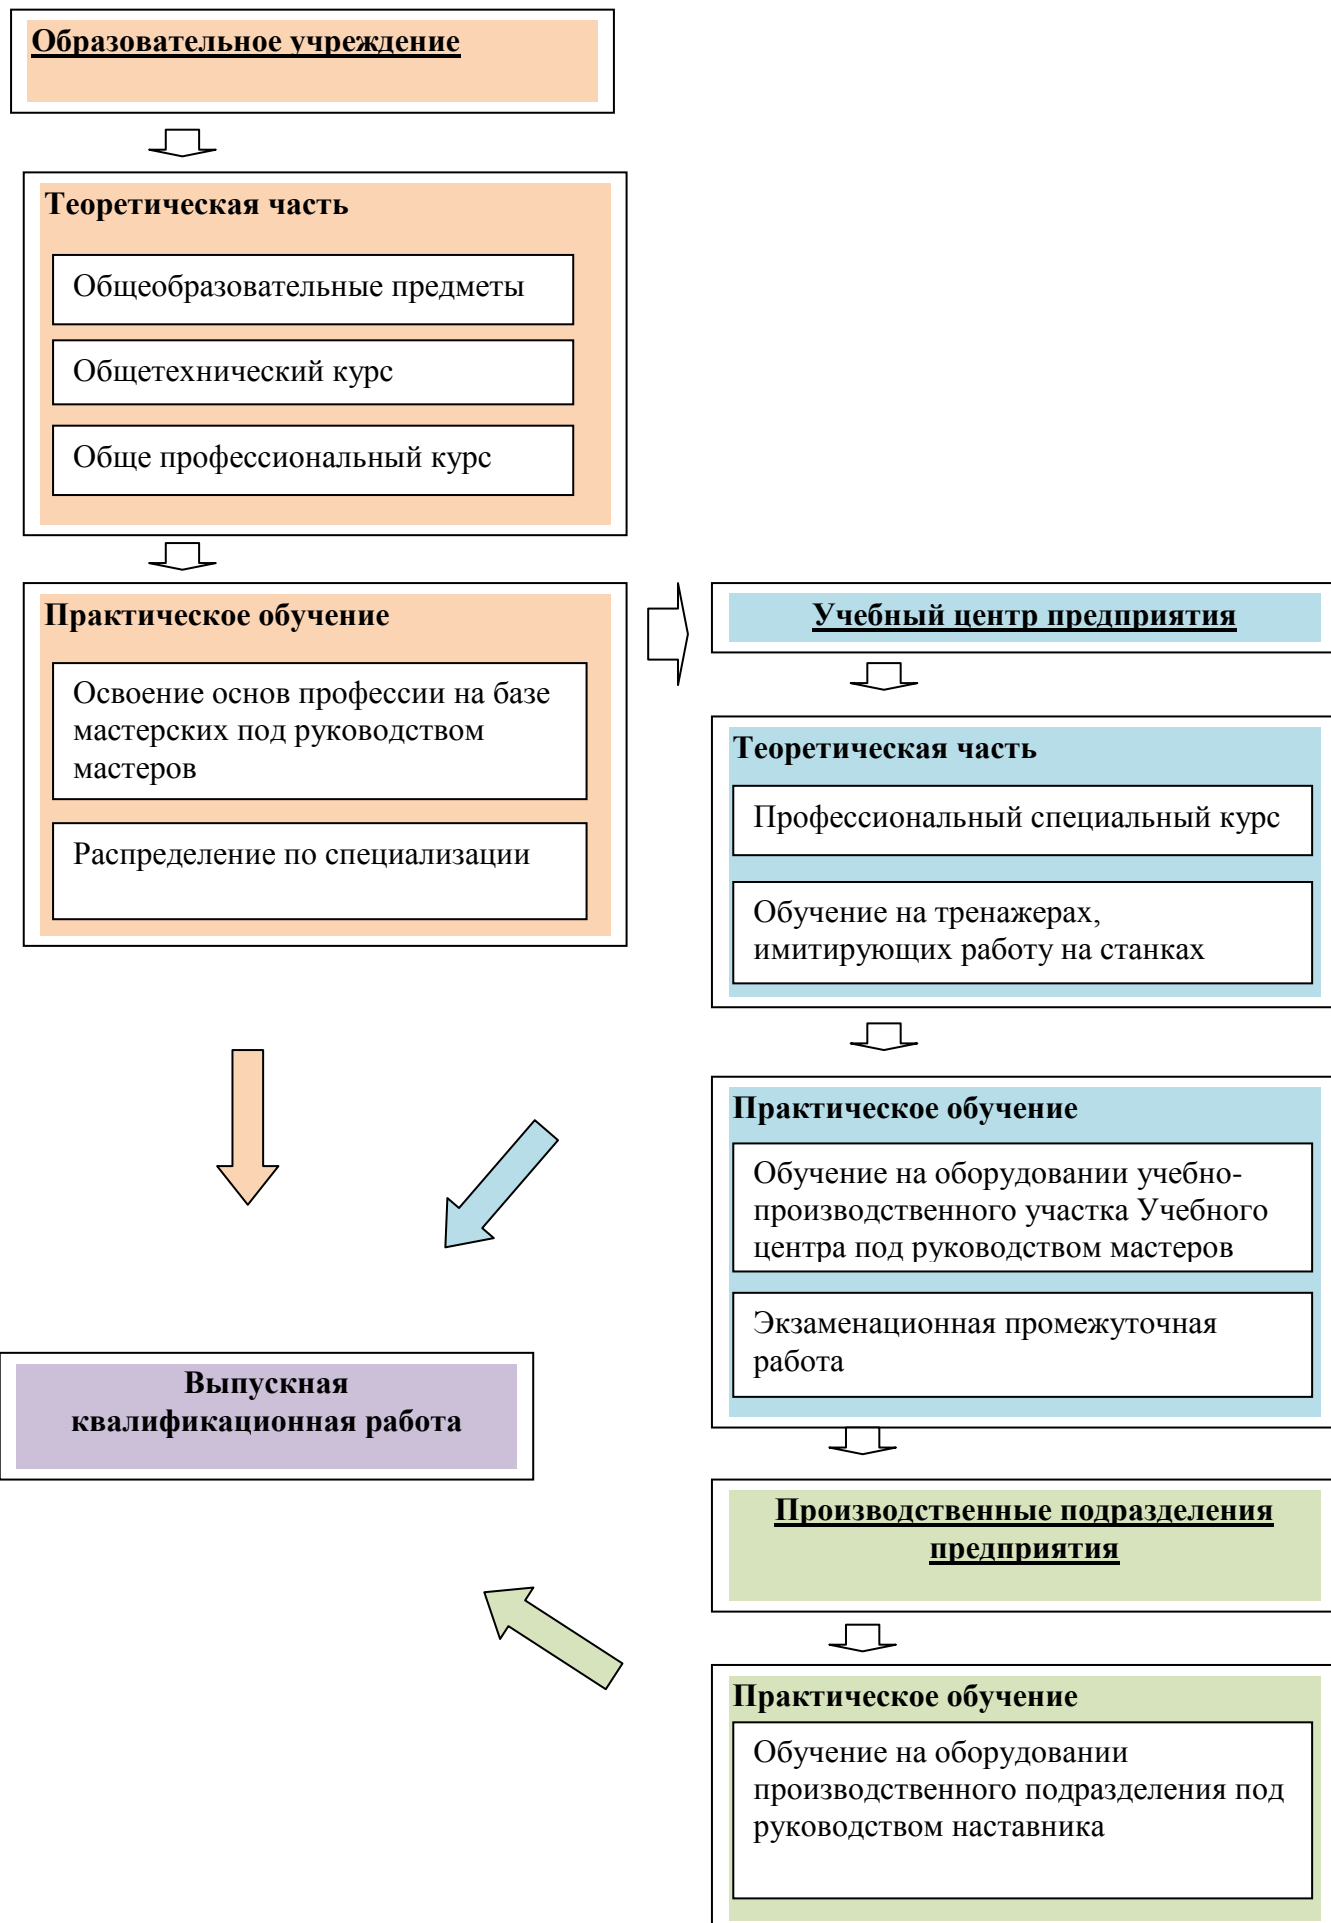 Образовательное учреждение
Теоретическая часть
Общеобразовательные предметы
Общетехнический курс
Обще профессиональный курс
Практическое обучение
Освоение основ профессии на базе
мастерских под руководством
мастеров
Распределение по специализации
Учебный центр предприятия
Теоретическая часть
Профессиональный специальный курс
Обучение на тренажерах,
имитирующих работу на станках
Практическое обучение
Обучение на оборудовании учебно-
производственного участка Учебного
центра под руководством мастеров
Экзаменационная промежуточная
работа
Выпускная
квалификационная работа
Производственные подразделения
предприятия
Практическое обучение
Обучение на оборудовании
производственного подразделения под
руководством наставника